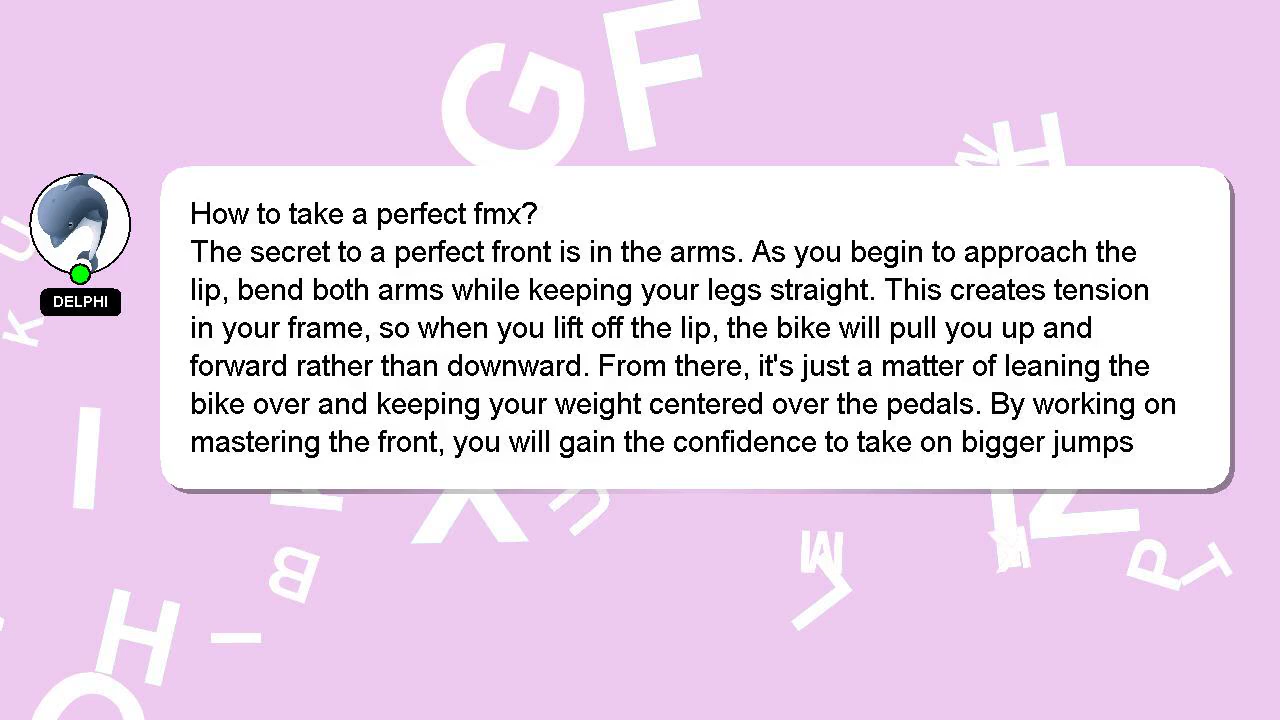 How to take a perfect fmx?
The secret to a perfect front is in the arms. As you begin to approach the
lip, bend both arms while keeping your legs straight. This creates tension
in your frame, so when you lift off the lip, the bike will pull you up and
forward rather than downward. From there, it's just a matter of leaning the
bike over and keeping your weight centered over the pedals. By working on
mastering the front, you will gain the confidence to take on bigger jumps
DELPHI
G
F
N
H
U
K
I
X
U
B
H
I
O
M
L
N
P
T